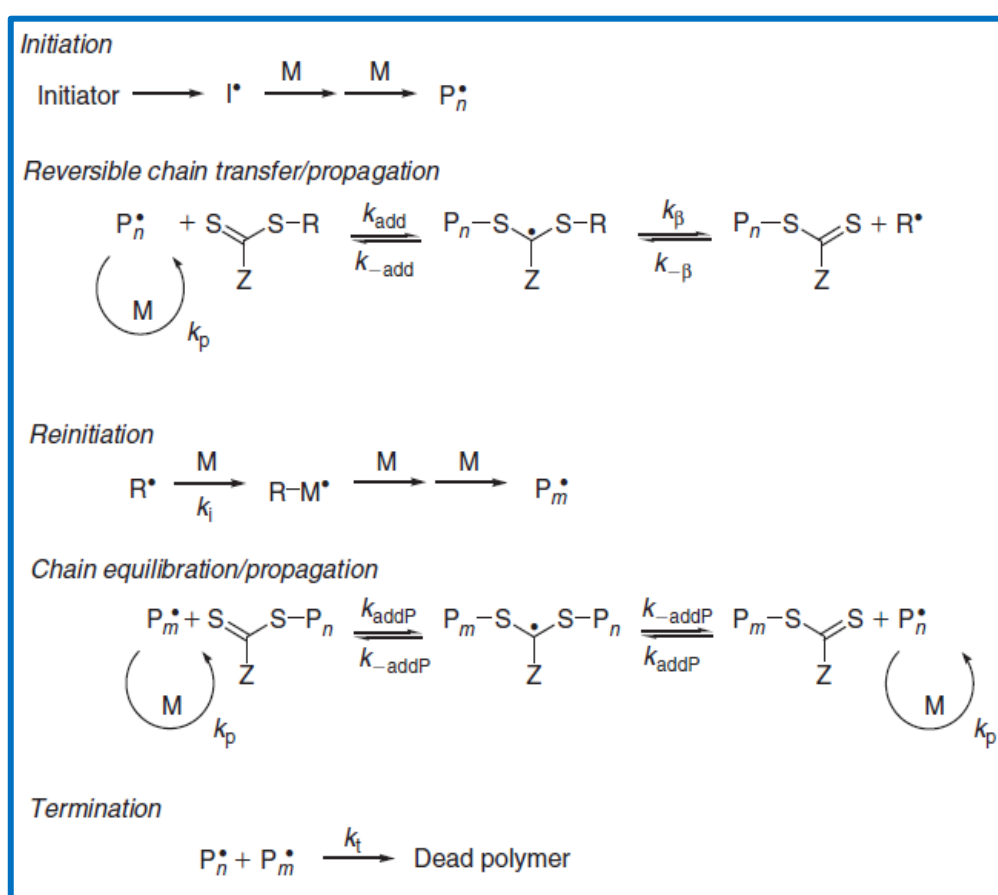 Initiation
Initiator I• M M Pn•
Reversible chain transfer/propagation
Pn• + S S–R kadd k–add Pn–S S–R kβ k–β Pn–S S + R•
Z Z Z
M kp
Reinitiation
R• M ki R–M• M M Pm•
Chain equilibration/propagation
Pm• + S S–Pn kaddP k–addP Pm–S S–Pn k–addP kaddP Pm–S S + Pn•
Z Z Z
M kp M kp
Termination
Pn• + Pm• kt Dead polymer